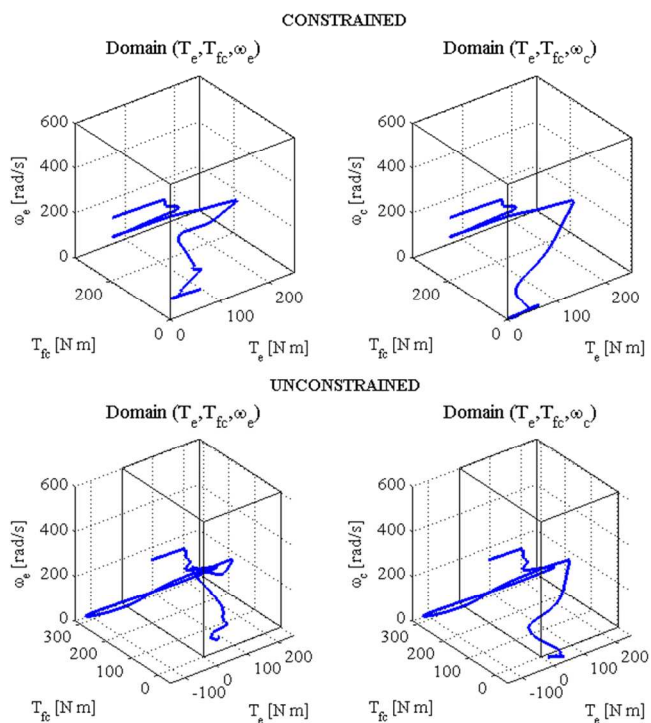 CONSTRAINED
Domain (T_e,T_fc,ω_e)
Domain (T_e,T_fc,ω_c)
600
400
200
0
ω_e [rad/s]
200
0
T_fc [N m]
0
100
200
T_e [N m]
600
400
200
0
ω_c [rad/s]
200
0
T_fc [N m]
0
100
200
T_e [N m]
UNCONSTRAINED
Domain (T_e,T_fc,ω_e)
Domain (T_e,T_fc,ω_c)
600
400
200
0
ω_e [rad/s]
300
200
100
0
T_fc [N m]
-100
0
100
200
T_e [N m]
600
400
200
0
ω_c [rad/s]
300
200
100
0
T_fc [N m]
-100
0
100
200
T_e [N m]